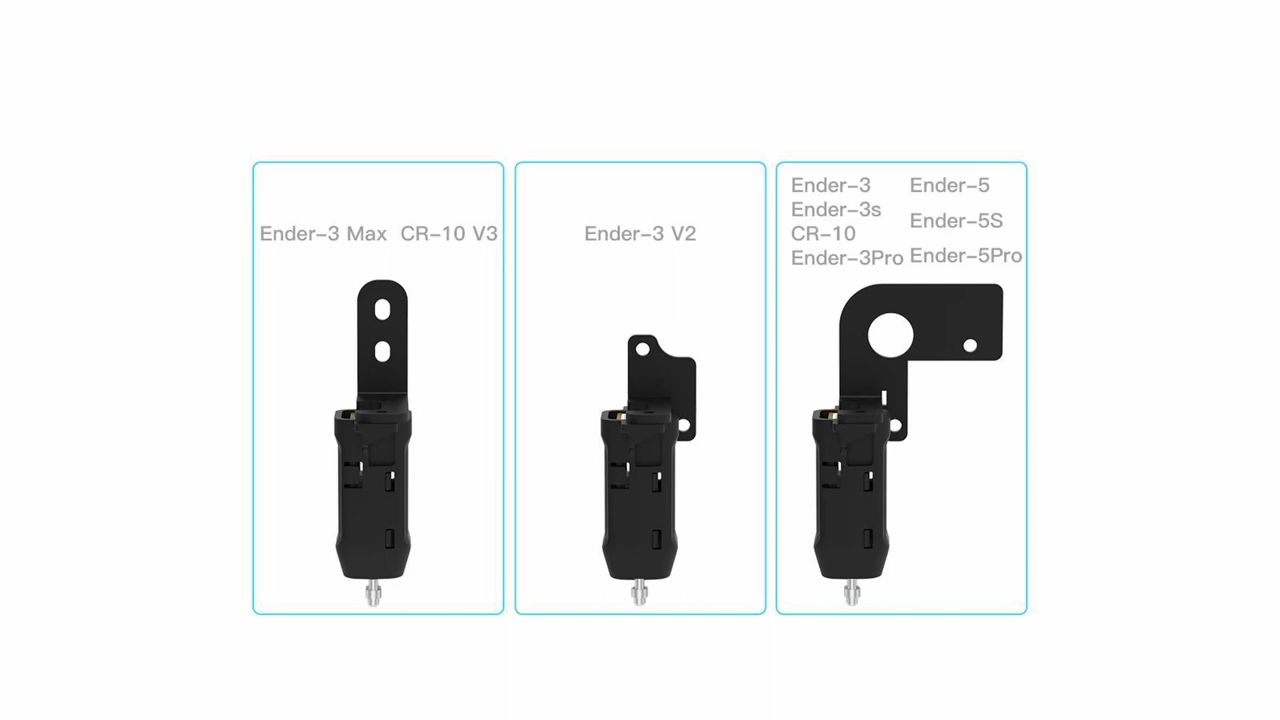 Ender-3 Max CR-10 V3
Ender-3 V2
Ender-3
Ender-3s
CR-10
Ender-3Pro
Ender-5
Ender-5S
Ender-5Pro